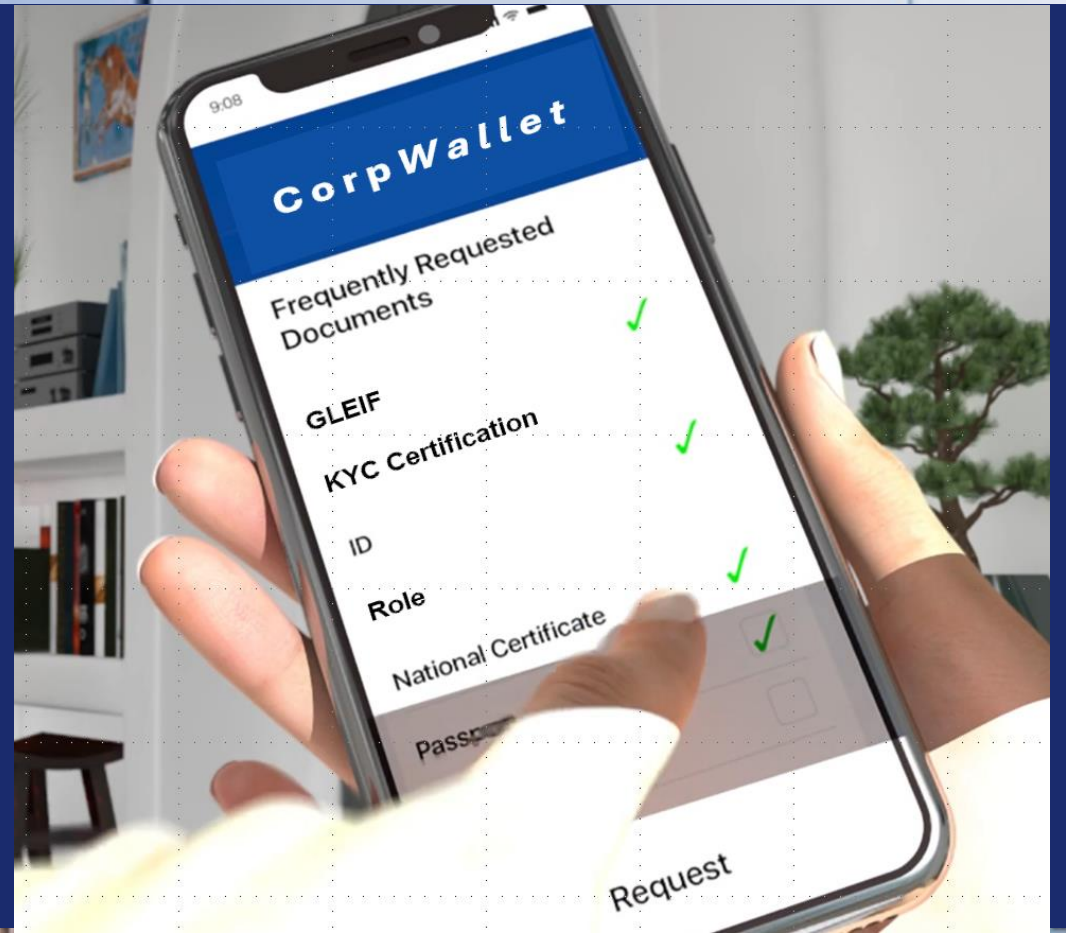 9:08
CorpWallet
Frequently Requested
Documents
GLEIF
KYC Certification
ID
Role
National Certificate
Request